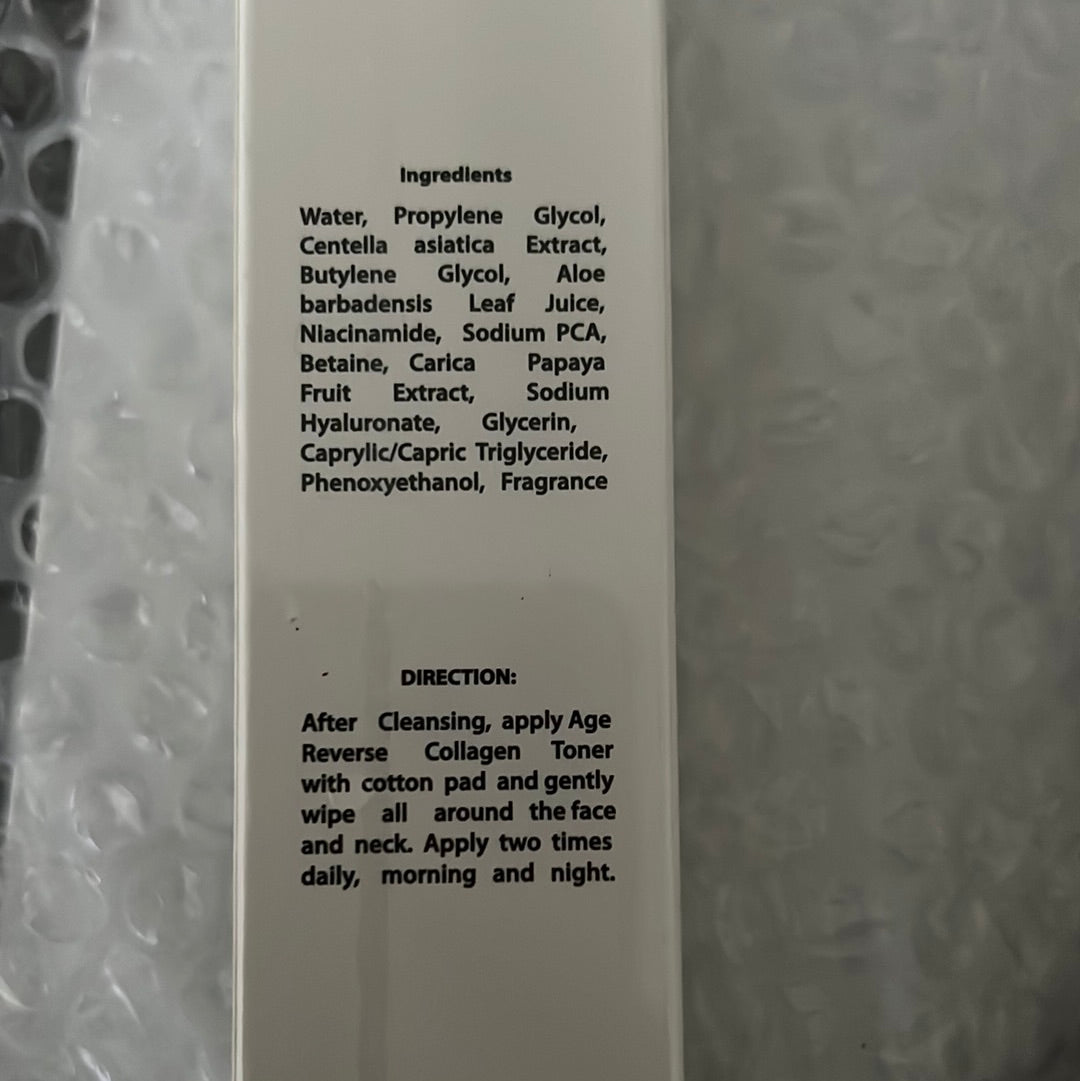 Ingredients
Water, Propylene Glycol,
Centella asiatica Extract,
Butylene Glycol, Aloe
barbadensis Leaf Juice,
Niacinamide, Sodium PCA,
Betaine, Carica Papaya
Fruit Extract, Sodium
Hyaluronate, Glycerin,
Caprylic/Capric Triglyceride,
Phenoxyethanol, Fragrance
DIRECTION:
After Cleansing, apply Age
Reverse Collagen Toner
with cotton pad and gently
wipe all around the face
and neck. Apply two times
daily, morning and night.